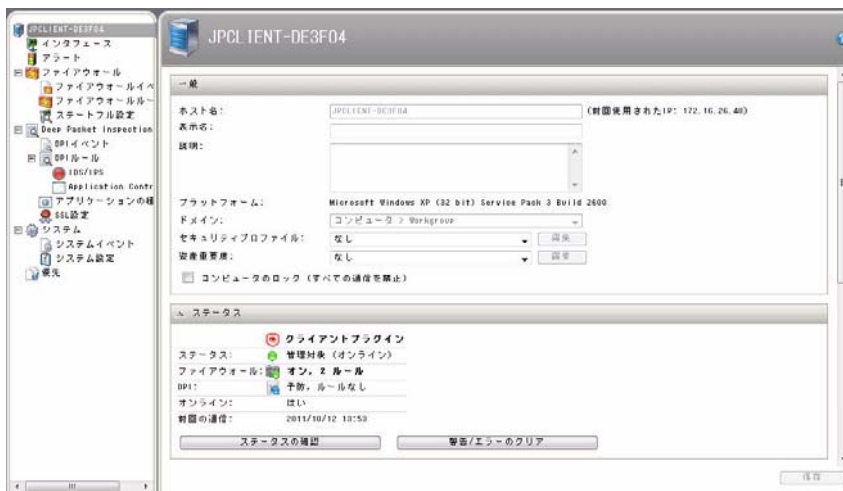 JPCLIENT-DE3F04
インタフェース
アラート
ファイアウォール
ファイアウォールイベ
ファイアウォールルー
ステートフル設定
Deep Packet Inspection
DPIイベント
DPIルール
IDS/IPS
Application Contr
アプリケーションの種
SSL設定
システム
システムイベント
システム設定
優先
JPCLIENT-DE3F04
一般
ホスト名: JPCLIENT-DE3F04 (前回使用されたIP: 172.16.26.40)
表示名:
説明:
プラットフォーム: Microsoft Windows XP (32 bit) Service Pack 3 Build 2600
ドメイン: コンピュータ > Workgroup
セキュリティプロファイル: なし 編集
資産重要度: なし 編集
コンピュータのロック (すべての通信を禁止)
ステータス
クライアントプラグイン
ステータス: 管理対象 (オンライン)
ファイアウォール: オン, 2 ルール
DPI: 予防, ルールなし
オンライン: はい
前回の通信: 2011/10/12 13:53
ステータスの確認 警告/エラーのクリア
保存